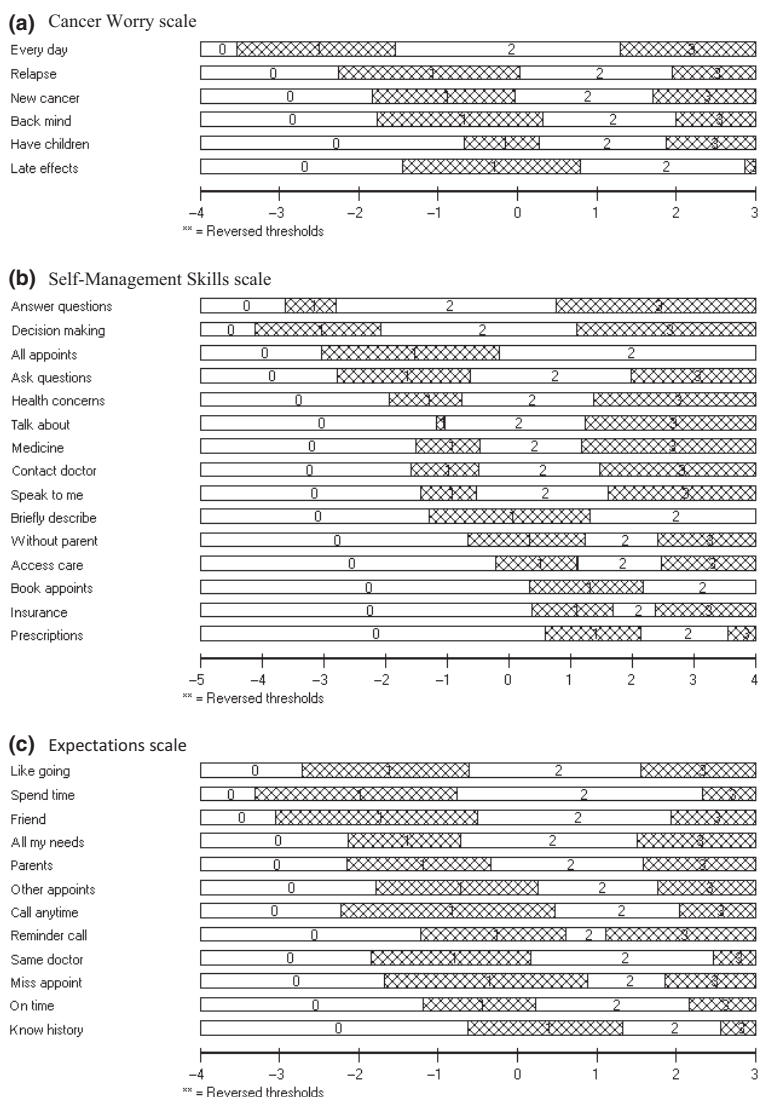 (a) Cancer Worry scale
Every day 0 1 2 3
Relapse 0 1 2 3
New cancer 0 1 2 3
Back mind 0 1 2 3
Have children 0 1 2 3
Late effects 0 1 2 3
−4 −3 −2 −1 0 1 2 3
** = Reversed thresholds
(b) Self-Management Skills scale
Answer questions 0 1 2 3
Decision making 0 1 2 3
All appoints 0 1 2
Ask questions 0 1 2 3
Health concerns 0 1 2 3
Talk about 0 1 2 3
Medicine 0 1 2 3
Contact doctor 0 1 2 3
Speak to me 0 1 2 3
Briefly describe 0 1 2
Without parent 0 1 2 3
Access care 0 1 2 3
Book appoints 0 1 2
Insurance 0 1 2 3
Prescriptions 0 1 2 3
−5 −4 −3 −2 −1 0 1 2 3 4
** = Reversed thresholds
(c) Expectations scale
Like going 0 1 2 3
Spend time 0 1 2 3
Friend 0 1 2 3
All my needs 0 1 2 3
Parents 0 1 2 3
Other appoints 0 1 2 3
Call anytime 0 1 2 3
Reminder call 0 1 2 3
Same doctor 0 1 2 3
Miss appoint 0 1 2 3
On time 0 1 2 3
Know history 0 1 2 3
−4 −3 −2 −1 0 1 2 3
** = Reversed thresholds